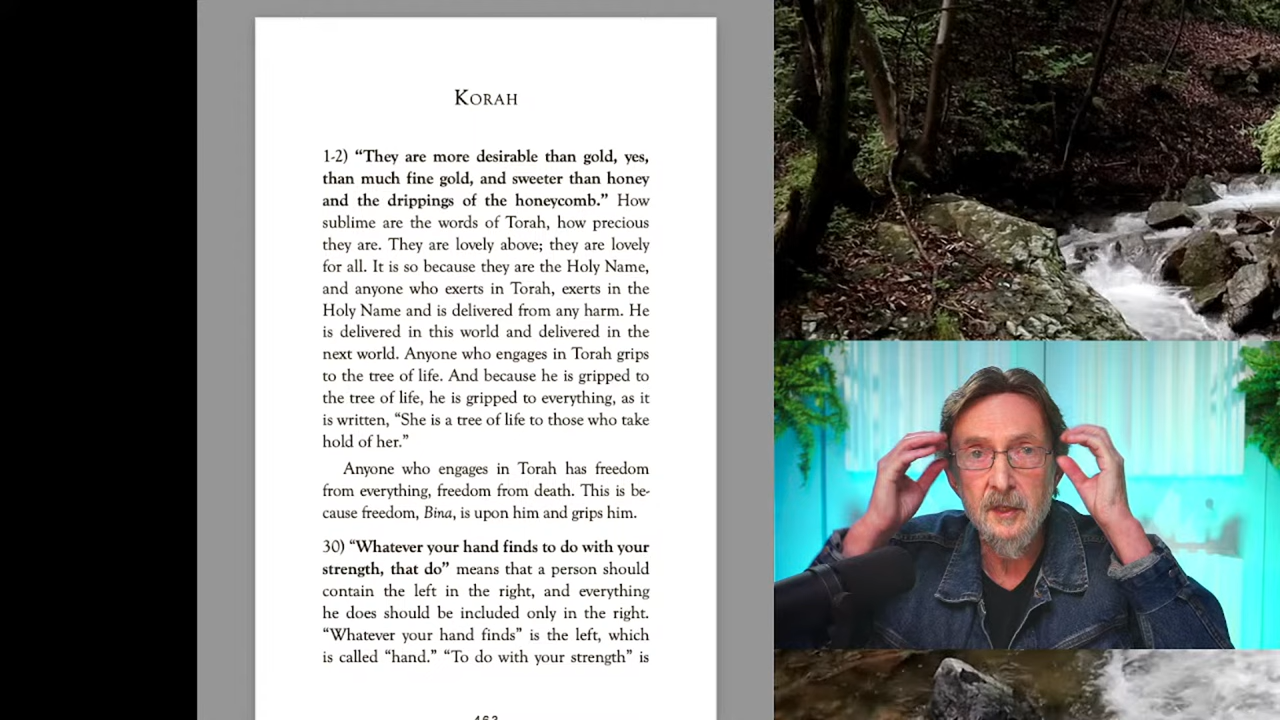 KORAH
1-2) “They are more desirable than gold, yes,
than much fine gold, and sweeter than honey
and the drippings of the honeycomb.” How
sublime are the words of Torah, how precious
they are. They are lovely above; they are lovely
for all. It is so because they are the Holy Name,
and anyone who exerts in Torah, exerts in the
Holy Name and is delivered from any harm. He
is delivered in this world and delivered in the
next world. Anyone who engages in Torah grips
to the tree of life. And because he is gripped to
the tree of life, he is gripped to everything, as it
is written, “She is a tree of life to those who take
hold of her.”
Anyone who engages in Torah has freedom
from everything, freedom from death. This is be-
cause freedom, Bina, is upon him and grips him.
30) “Whatever your hand finds to do with your
strength, that do” means that a person should
contain the left in the right, and everything
he does should be included only in the right.
“Whatever your hand finds” is the left, which
is called “hand.” “To do with your strength” is
463